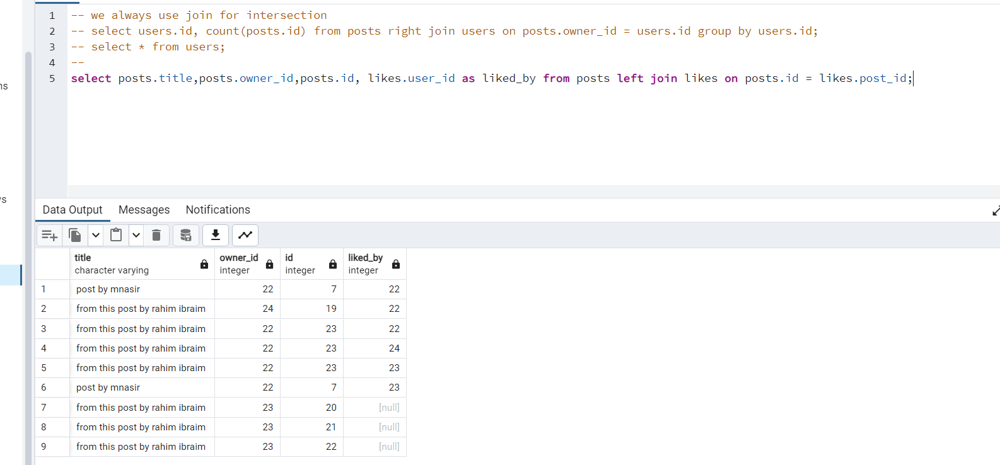 1 -- we always use join for intersection
2 -- select users.id, count(posts.id) from posts right join users on posts.owner_id = users.id group by users.id;
3 -- select * from users;
4 --
5 select posts.title,posts.owner_id,posts.id, likes.user_id as liked_by from posts left join likes on posts.id = likes.post_id;
ns
/s
Data Output Messages Notifications
title owner_id id liked_by
character varying integer integer integer
1 post by mnasir 22 7 22
2 from this post by rahim ibraim 24 19 22
3 from this post by rahim ibraim 22 23 22
4 from this post by rahim ibraim 22 23 24
5 from this post by rahim ibraim 22 23 23
6 post by mnasir 22 7 23
7 from this post by rahim ibraim 23 20 [null]
8 from this post by rahim ibraim 23 21 [null]
9 from this post by rahim ibraim 23 22 [null]